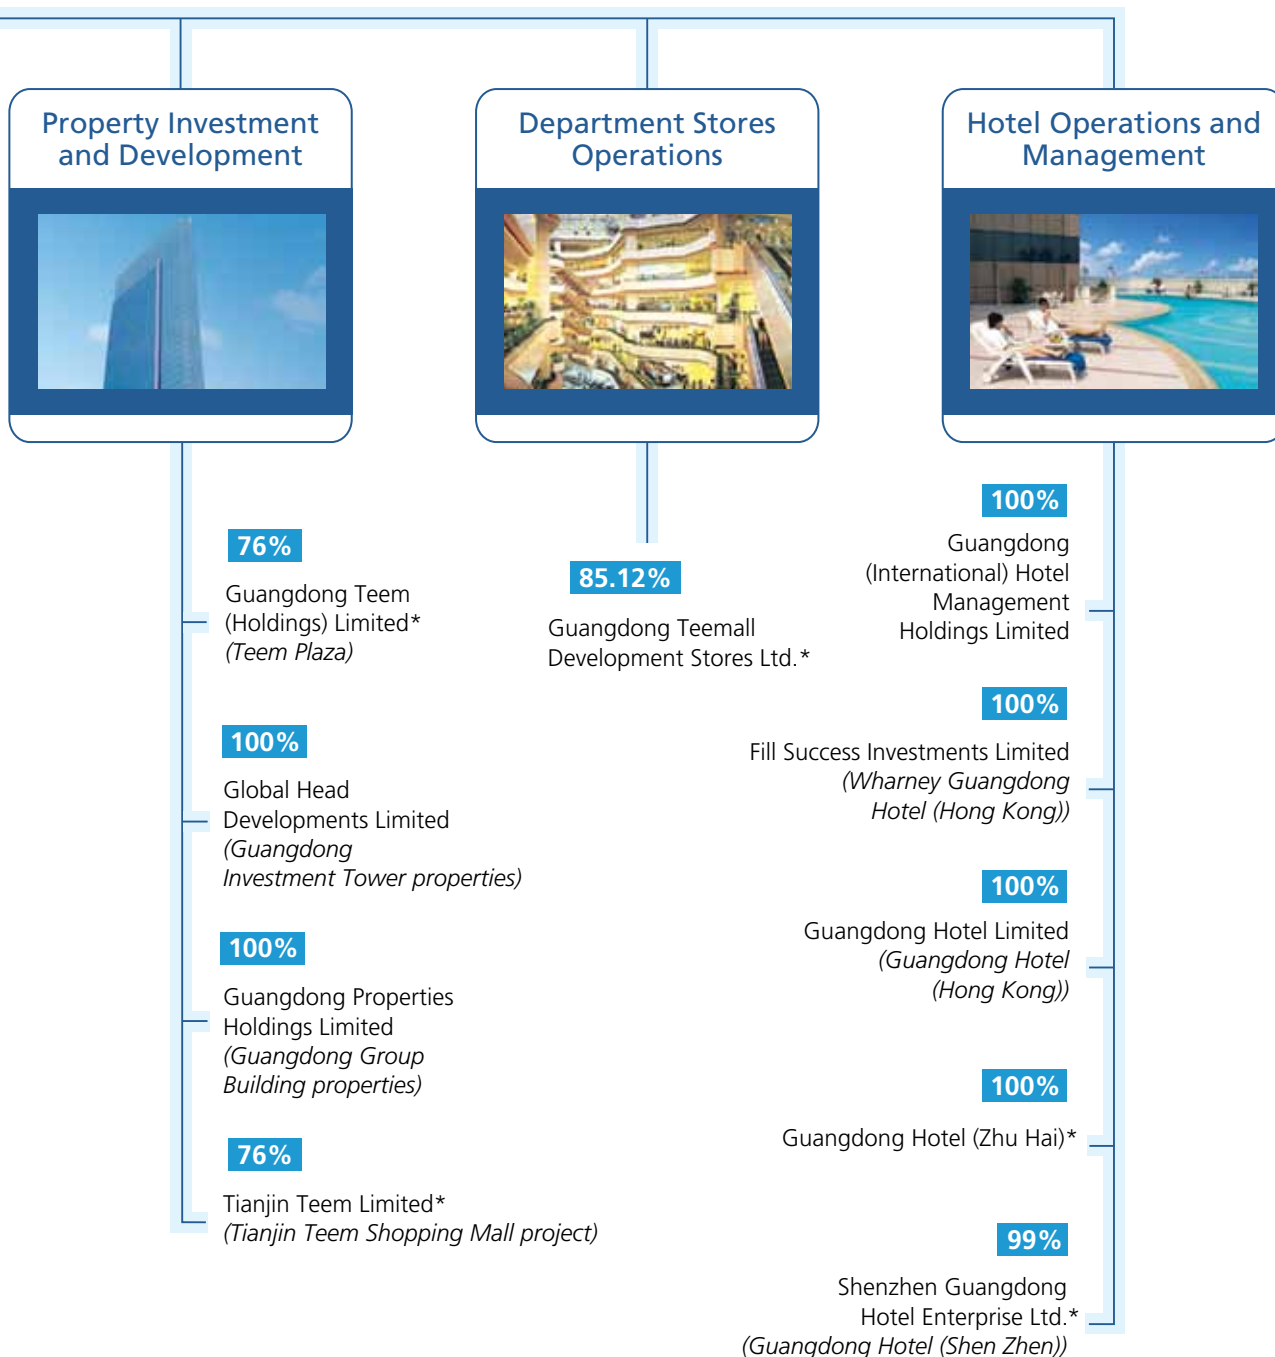 Property Investment
and Development
76%
Guangdong Teem
(Holdings) Limited*
(Teem Plaza)
100%
Global Head
Developments Limited
(Guangdong
Investment Tower properties)
100%
Guangdong Properties
Holdings Limited
(Guangdong Group
Building properties)
76%
Tianjin Teem Limited*
(Tianjin Teem Shopping Mall project)
Department Stores
Operations
85.12%
Guangdong Teemall
Development Stores Ltd.*
Hotel Operations and
Management
100%
Guangdong
(International) Hotel
Management
Holdings Limited
100%
Fill Success Investments Limited
(Wharney Guangdong
Hotel (Hong Kong))
100%
Guangdong Hotel Limited
(Guangdong Hotel
(Hong Kong))
100%
Guangdong Hotel (Zhu Hai)*
99%
Shenzhen Guangdong
Hotel Enterprise Ltd.*
(Guangdong Hotel (Shen Zhen))